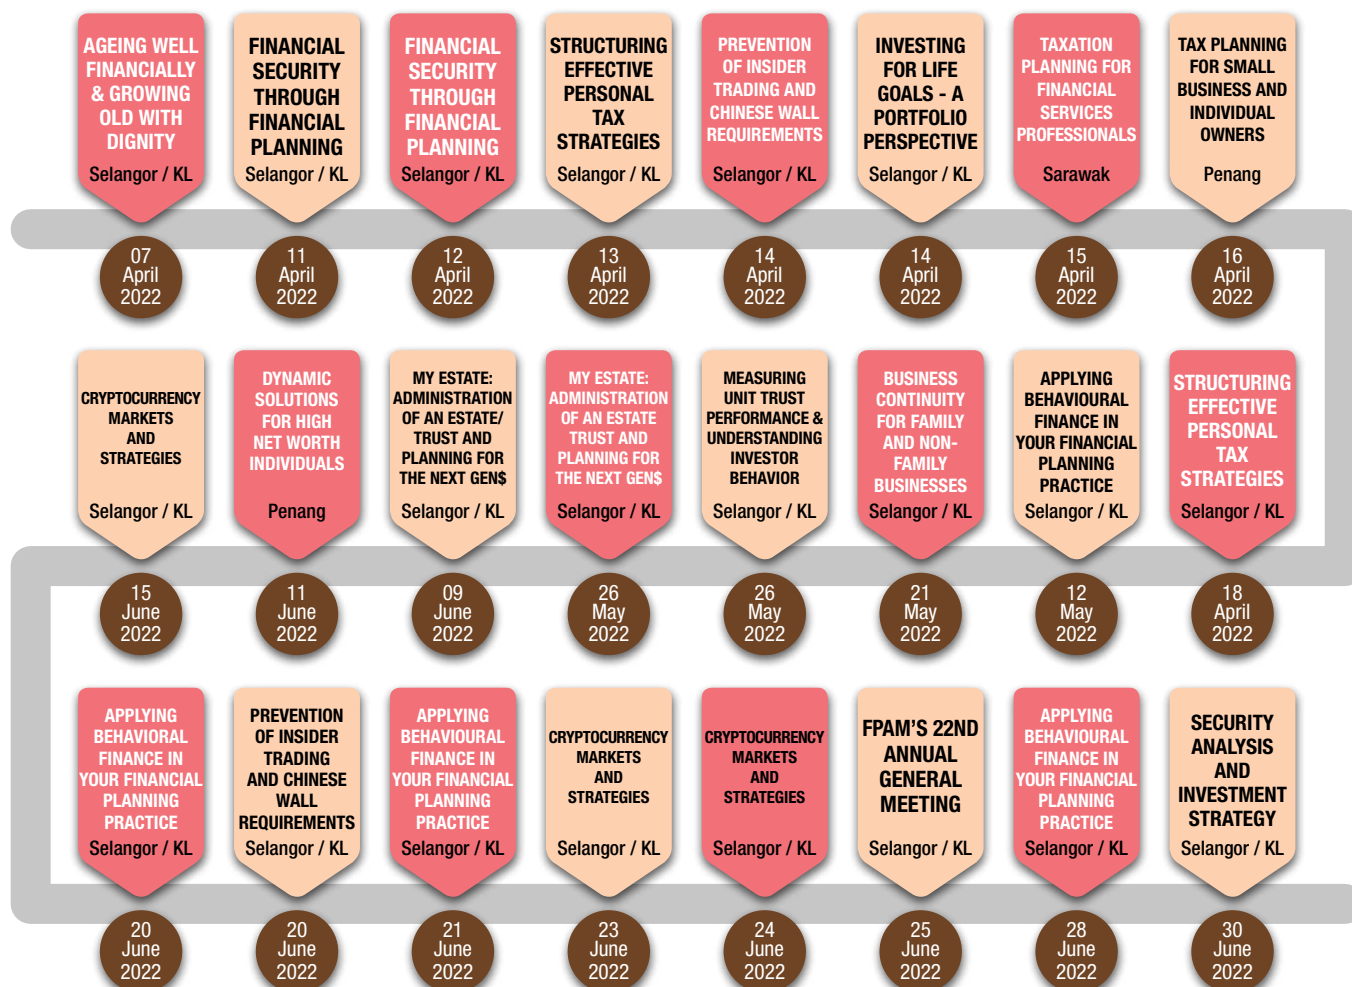 AGEING WELL
FINANCIALLY
& GROWING
OLD WITH
DIGNITY
Selangor / KL
07
April
2022
FINANCIAL
SECURITY
THROUGH
FINANCIAL
PLANNING
Selangor / KL
11
April
2022
FINANCIAL
SECURITY
THROUGH
FINANCIAL
PLANNING
Selangor / KL
12
April
2022
STRUCTURING
EFFECTIVE
PERSONAL
TAX
STRATEGIES
Selangor / KL
13
April
2022
PREVENTION
OF INSIDER
TRADING AND
CHINESE WALL
REQUIREMENTS
Selangor / KL
14
April
2022
INVESTING
FOR LIFE
GOALS - A
PORTFOLIO
PERSPECTIVE
Selangor / KL
14
April
2022
TAXATION
PLANNING FOR
FINANCIAL
SERVICES
PROFESSIONALS
Sarawak
15
April
2022
TAX PLANNING
FOR SMALL
BUSINESS AND
INDIVIDUAL
OWNERS
Penang
16
April
2022
CRYPTOCURRENCY
MARKETS
AND
STRATEGIES
Selangor / KL
15
June
2022
DYNAMIC
SOLUTIONS
FOR HIGH
NET WORTH
INDIVIDUALS
Penang
11
June
2022
MY ESTATE:
ADMINISTRATION
OF AN ESTATE/
TRUST AND
PLANNING FOR
THE NEXT GEN$
Selangor / KL
09
June
2022
MY ESTATE:
ADMINISTRATION
OF AN ESTATE
TRUST AND
PLANNING FOR
THE NEXT GEN$
Selangor / KL
26
May
2022
MEASURING
UNIT TRUST
PERFORMANCE &
UNDERSTANDING
INVESTOR
BEHAVIOR
Selangor / KL
26
May
2022
BUSINESS
CONTINUITY
FOR FAMILY
AND NON-
FAMILY
BUSINESSES
Selangor / KL
21
May
2022
APPLYING
BEHAVIOURAL
FINANCE IN
YOUR FINANCIAL
PLANNING
PRACTICE
Selangor / KL
12
May
2022
STRUCTURING
EFFECTIVE
PERSONAL
TAX
STRATEGIES
Selangor / KL
18
April
2022
APPLYING
BEHAVIORAL
FINANCE IN
YOUR FINANCIAL
PLANNING
PRACTICE
Selangor / KL
20
June
2022
PREVENTION
OF INSIDER
TRADING
AND CHINESE
WALL
REQUIREMENTS
Selangor / KL
20
June
2022
APPLYING
BEHAVIOURAL
FINANCE IN
YOUR FINANCIAL
PLANNING
PRACTICE
Selangor / KL
21
June
2022
CRYPTOCURRENCY
MARKETS
AND
STRATEGIES
Selangor / KL
23
June
2022
CRYPTOCURRENCY
MARKETS
AND
STRATEGIES
Selangor / KL
24
June
2022
FPAM'S 22ND
ANNUAL
GENERAL
MEETING
Selangor / KL
25
June
2022
APPLYING
BEHAVIOURAL
FINANCE IN
YOUR FINANCIAL
PLANNING
PRACTICE
Selangor / KL
28
June
2022
SECURITY
ANALYSIS
AND
INVESTMENT
STRATEGY
Selangor / KL
30
June
2022